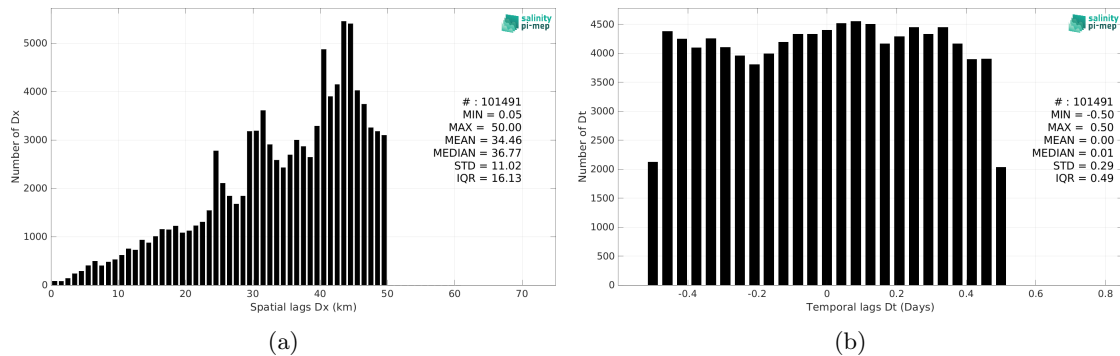 salinity
pi-mep
5000
4000
3000
2000
1000
0
Number of Dx
# : 101491
MIN = 0.05
MAX = 50.00
MEAN = 34.46
MEDIAN = 36.77
STD = 11.02
IQR = 16.13
0 10 20 30 40 50 60 70
Spatial lags Dx (km)
(a)
salinity
pi-mep
4500
4000
3500
3000
2500
2000
1500
1000
500
0
Number of Dt
# : 101491
MIN = -0.50
MAX = 0.50
MEAN = 0.00
MEDIAN = 0.01
STD = 0.29
IQR = 0.49
-0.4 -0.2 0 0.2 0.4 0.6 0.8
Temporal lags Dt (Days)
(b)